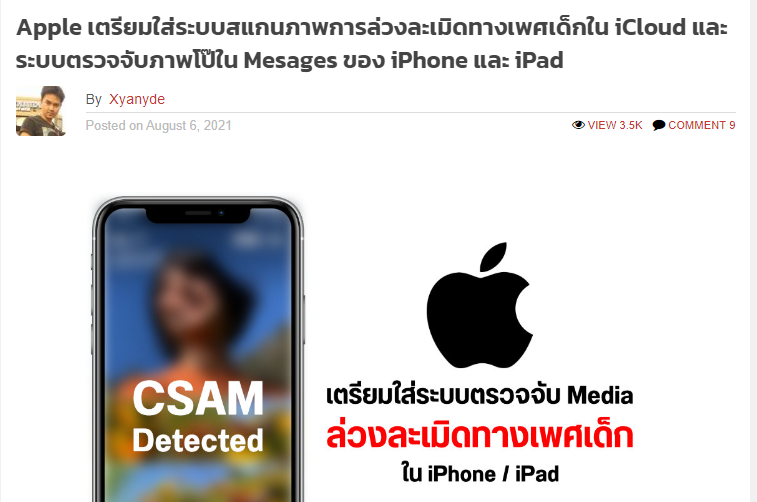 Apple เตรียมใส่ระบบสแกนภาพการล่วงละเมิดทางเพศเด็กใน iCloud และ
ระบบตรวจจับภาพโป๊ใน Mesages ของ iPhone และ iPad
By Xyanyde
Posted on August 6, 2021
VIEW 3.5K COMMENT 9
CSAM
Detected
เตรียมใส่ระบบตรวจจับ Media
ล่วงละเมิดทางเพศเด็ก
ใน iPhone / iPad